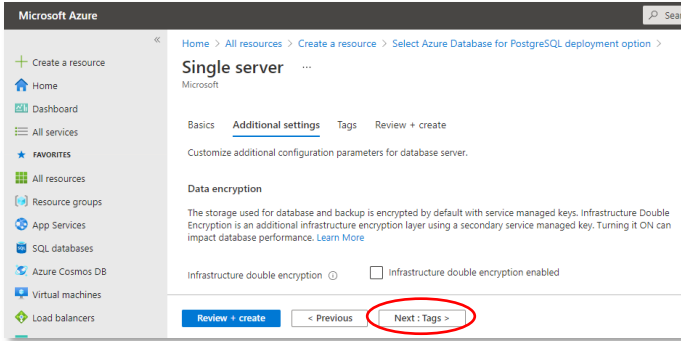 Microsoft Azure
Sear
«
Home > All resources > Create a resource > Select Azure Database for PostgreSQL deployment option >
Single server ...
Microsoft
Create a resource
Home
Dashboard
All services
FAVORITES
All resources
Resource groups
App Services
SQL databases
Azure Cosmos DB
Virtual machines
Load balancers
Basics Additional settings Tags Review + create
Customize additional configuration parameters for database server.
Data encryption
The storage used for database and backup is encrypted by default with service managed keys. Infrastructure Double
Encryption is an additional infrastructure encryption layer using a secondary service managed key. Turning it ON can
impact database performance. Learn More
Infrastructure double encryption Infrastructure double encryption enabled
Review + create < Previous Next : Tags >